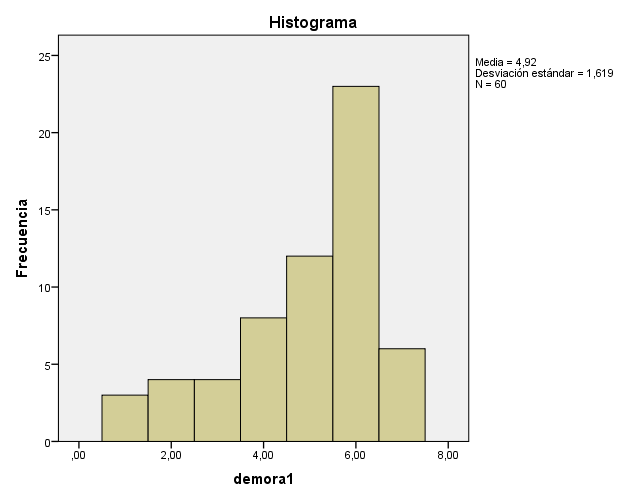 Histograma
Media = 4,92
Desviación estándar = 1,619
N = 60
Frecuencia
25
20
15
10
5
0
,00
2,00
4,00
6,00
8,00
demora1